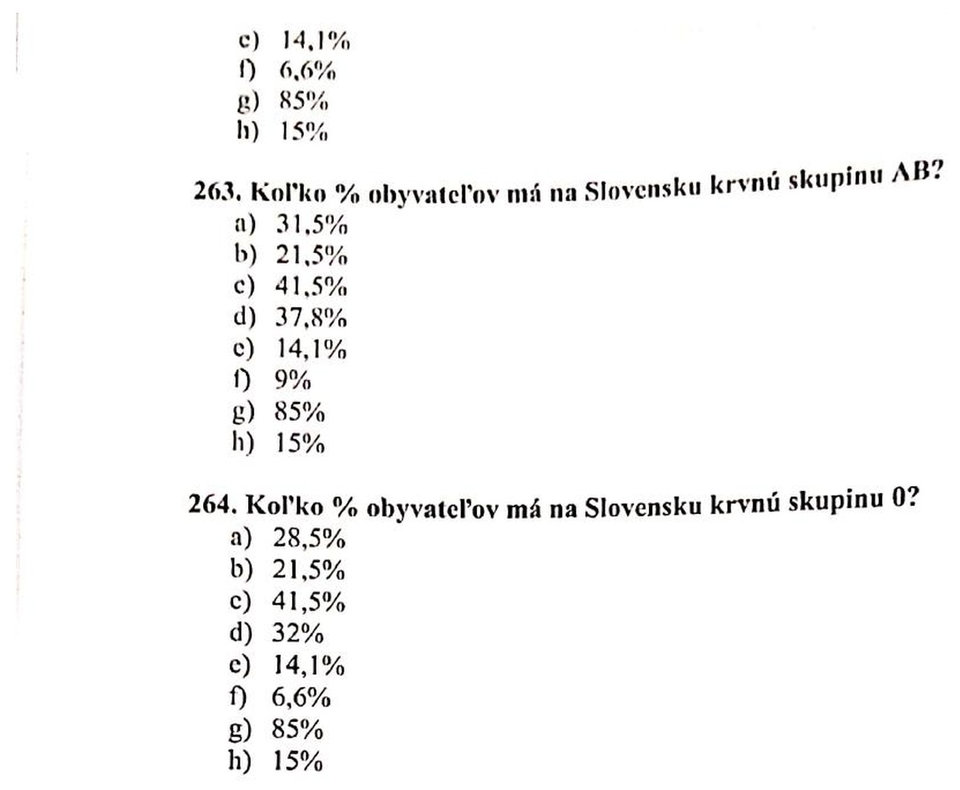 e) 14,1%
f) 6,6%
g) 85%
h) 15%
263. Koľko % obyvateľov má na Slovensku krvnú skupinu AB?
a) 31,5%
b) 21,5%
c) 41,5%
d) 37,8%
e) 14,1%
f) 9%
g) 85%
h) 15%
264. Koľko % obyvateľov má na Slovensku krvnú skupinu 0?
a) 28,5%
b) 21,5%
c) 41,5%
d) 32%
e) 14,1%
f) 6,6%
g) 85%
h) 15%